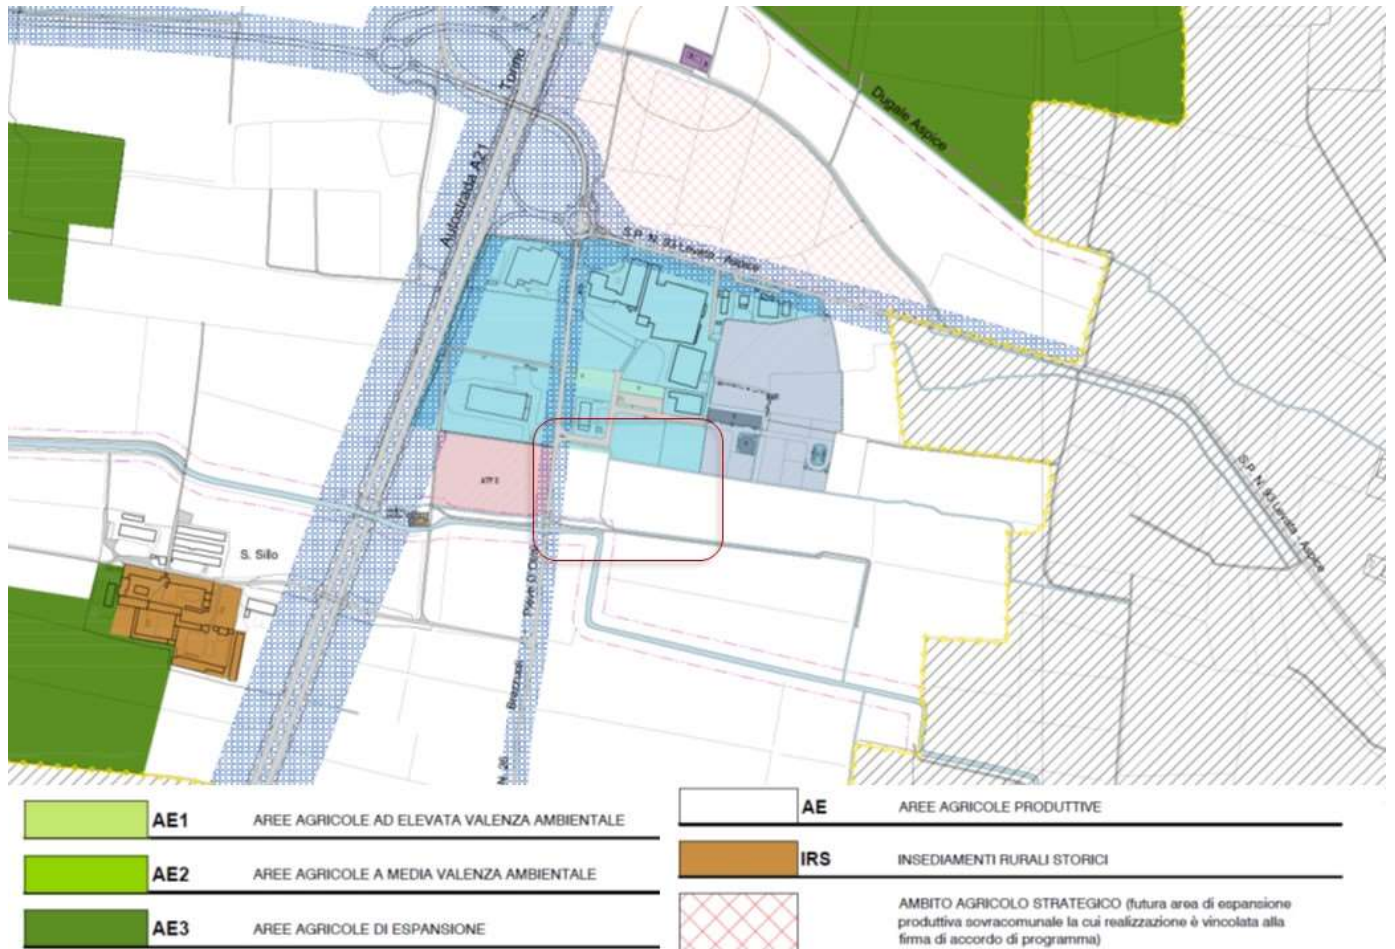 Torino
Autostrada A21
Dugale Aspice
S.P. N. 93 Levata - Aspice
S. Sillo
Pieve D'Olmi
Brazzuoli
N. 26
S.P. N. 93 Levata - Aspice
AE1 AREE AGRICOLE AD ELEVATA VALENZA AMBIENTALE
AE2 AREE AGRICOLE A MEDIA VALENZA AMBIENTALE
AE3 AREE AGRICOLE DI ESPANSIONE
AE AREE AGRICOLE PRODUTTIVE
IRS INSEDIAMENTI RURALI STORICI
AMBITO AGRICOLO STRATEGICO (futura area di espansione
produttiva sovracomunale la cui realizzazione è vincolata alla
firma di accordo di programma)